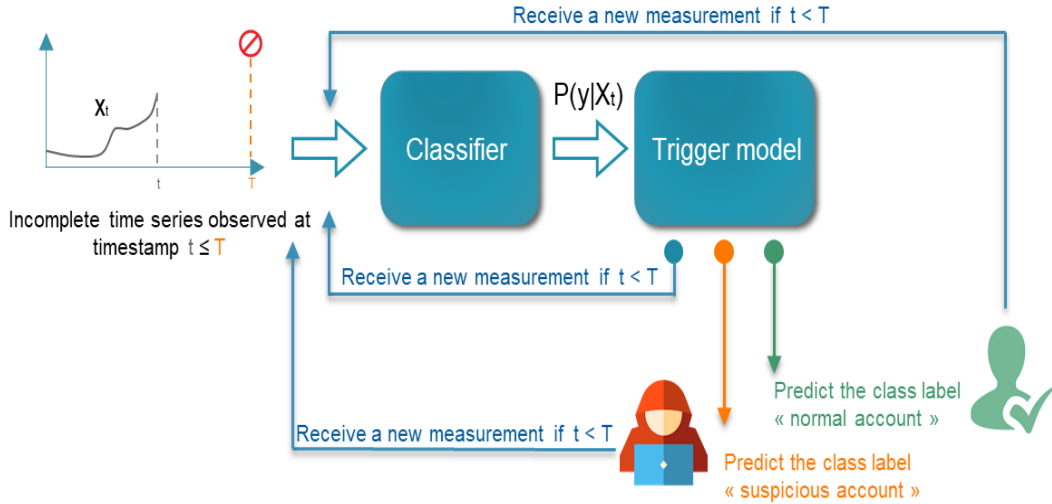 Receive a new measurement if t < T
Xt
t
T
Incomplete time series observed at
timestamp t ≤ T
Classifier
P(y|Xt)
Trigger model
Receive a new measurement if t < T
Receive a new measurement if t < T
Predict the class label
« normal account »
Predict the class label
« suspicious account »